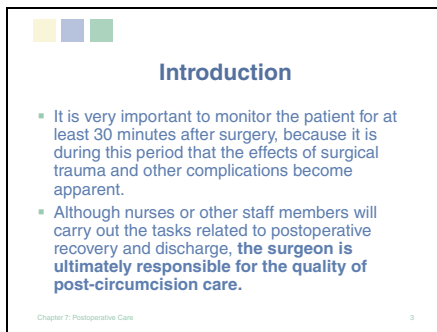 Introduction
It is very important to monitor the patient for at
least 30 minutes after surgery, because it is
during this period that the effects of surgical
trauma and other complications become
apparent.
Although nurses or other staff members will
carry out the tasks related to postoperative
recovery and discharge, the surgeon is
ultimately responsible for the quality of
post-circumcision care.
Chapter 7: Postoperative Care 3